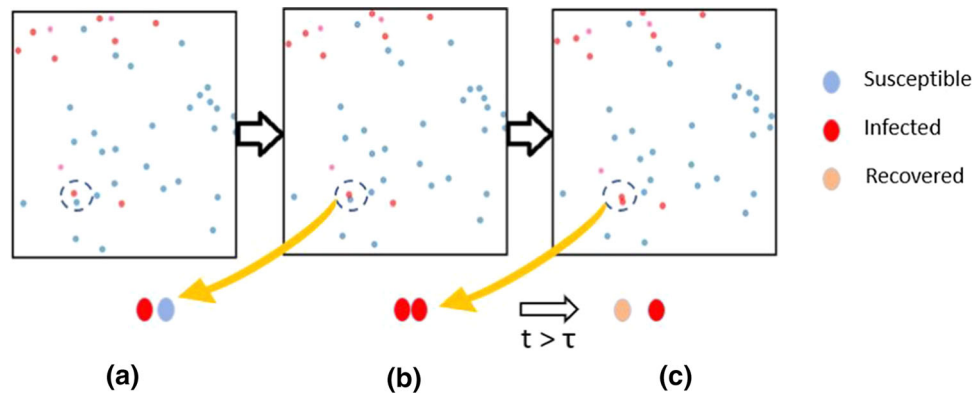 Susceptible
Infected
Recovered
t > τ
(a)
(b)
(c)